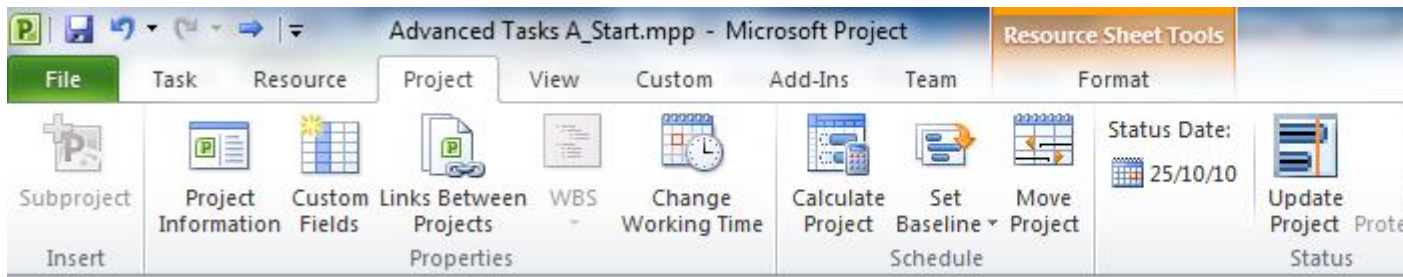 Advanced Tasks A_Start.mpp - Microsoft Project
Resource Sheet Tools
File Task Resource Project View Custom Add-Ins Team Format
Subproject
Project
Information
Custom
Fields
Links Between
Projects
WBS
Change
Working Time
Calculate
Project
Set
Baseline
Move
Project
Status Date:
25/10/10
Update
Project
Insert Properties Schedule Status